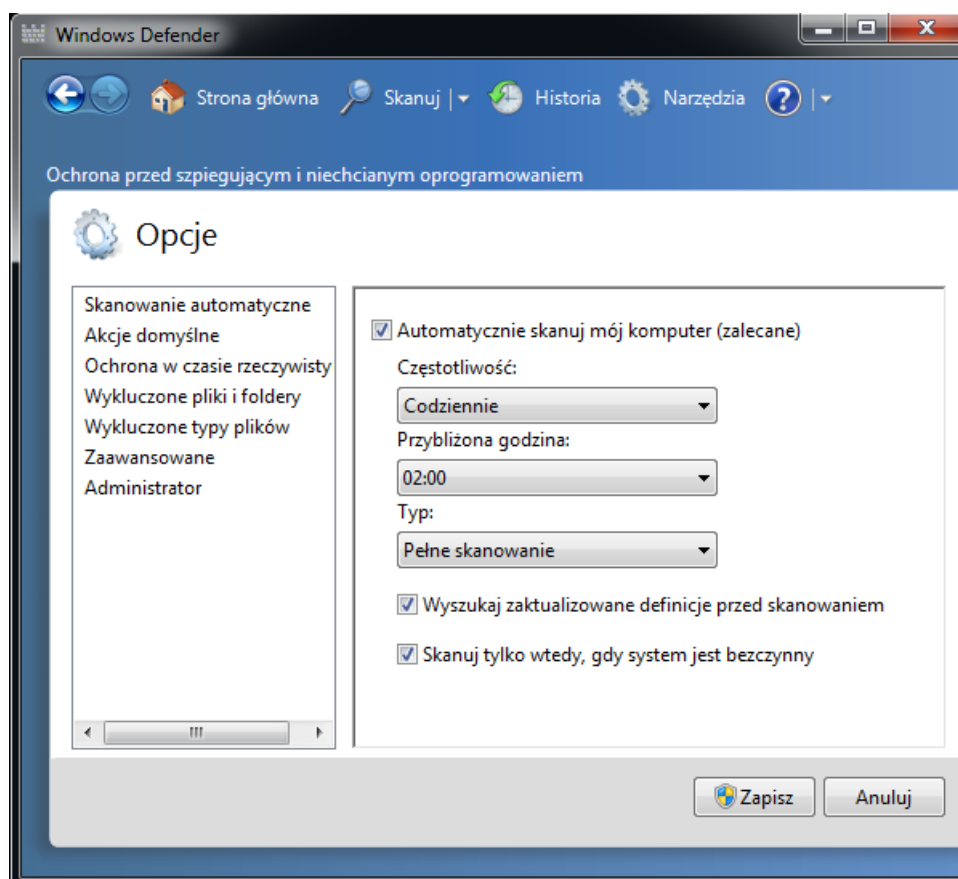 Windows Defender
Strona główna Skanuj Historia Narzędzia ?
Ochrona przed szpiegującym i niechcianym oprogramowaniem
Opcje
Skanowanie automatyczne
Akcje domyślne
Ochrona w czasie rzeczywisty
Wykluczone pliki i foldery
Wykluczone typy plików
Zaawansowane
Administrator
Automatycznie skanuj mój komputer (zalecane)
Częstotliwość:
Codziennie
Przybliżona godzina:
02:00
Typ:
Pełne skanowanie
Wyszukaj zaktualizowane definicje przed skanowaniem
Skanuj tylko wtedy, gdy system jest bezczynny
Zapisz Anuluj